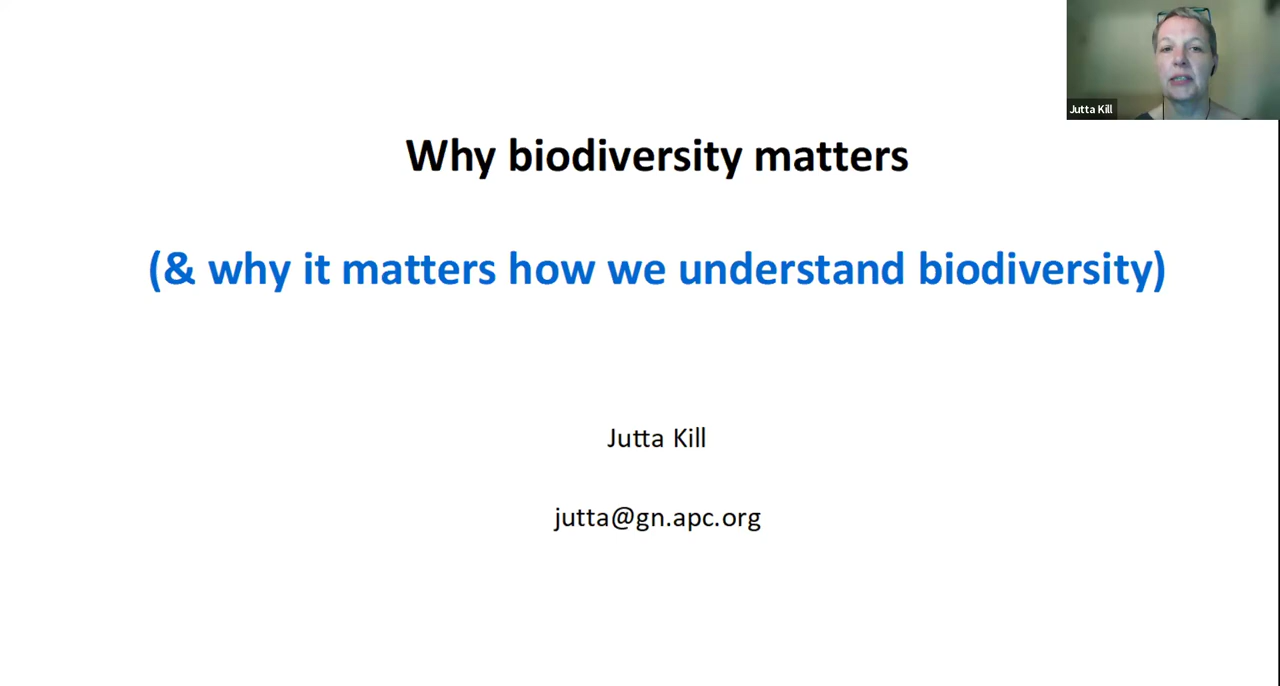 Jutta Kill
Why biodiversity matters
(& why it matters how we understand biodiversity)
Jutta Kill
jutta@gn.apc.org